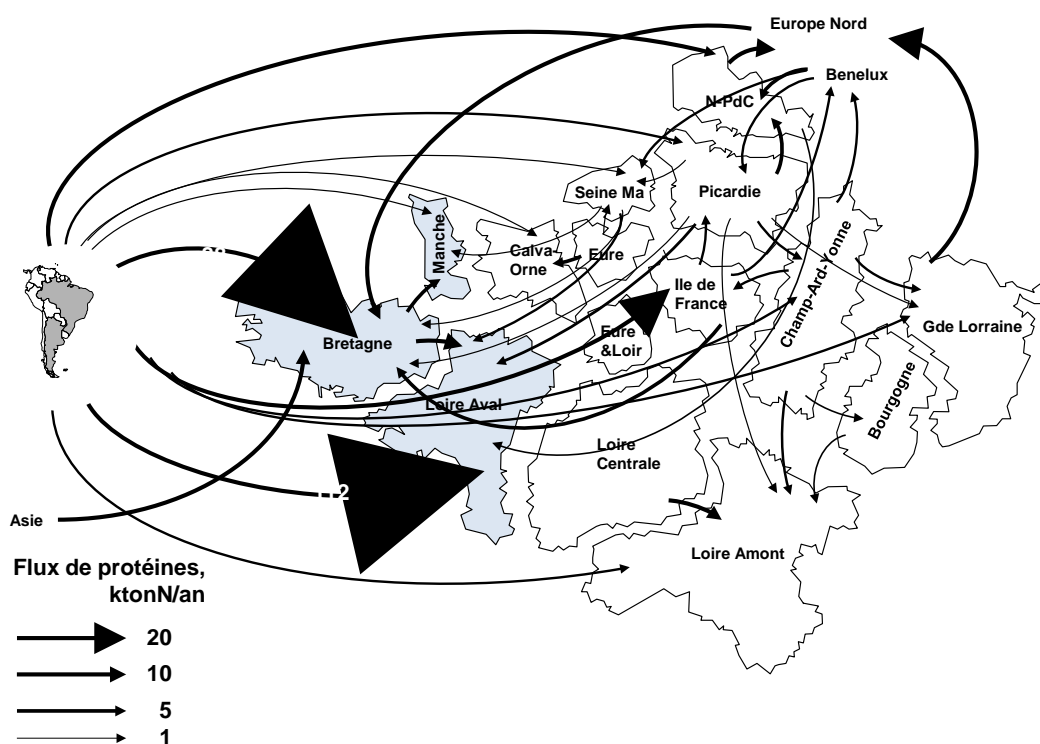 Europe Nord
Benelux
N-PdC
Seine Ma
Picardie
Manche
Calva-
Orne
Eure
Champ-Ard-Yonne
Ile de
France
Gde Lorraine
Bretagne
Eure
&Loir
Bourgogne
Loire Aval
Loire
Centrale
112
Asie
Loire Amont
Flux de protéines,
ktonN/an
20
10
5
1